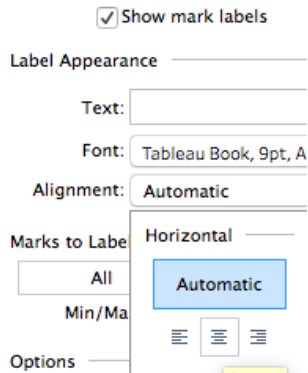 Show mark labels
Label Appearance
Text:
Font: Tableau Book, 9pt, A
Alignment: Automatic
Horizontal
Marks to Labe
Automatic
All
Min/Ma
Options